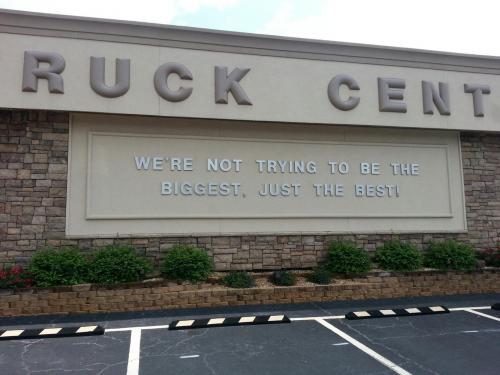 RUCK CENT
WE'RE NOT TRYING TO BE THE
BIGGEST, JUST THE BEST!